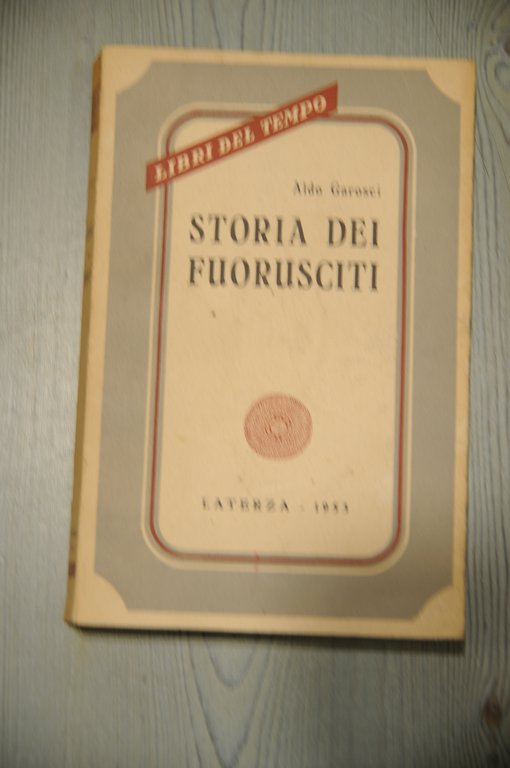 LIBRI DEL TEMPO
Aldo Garosci
STORIA DEI
FUORUSCITI
LATERZA - 1953